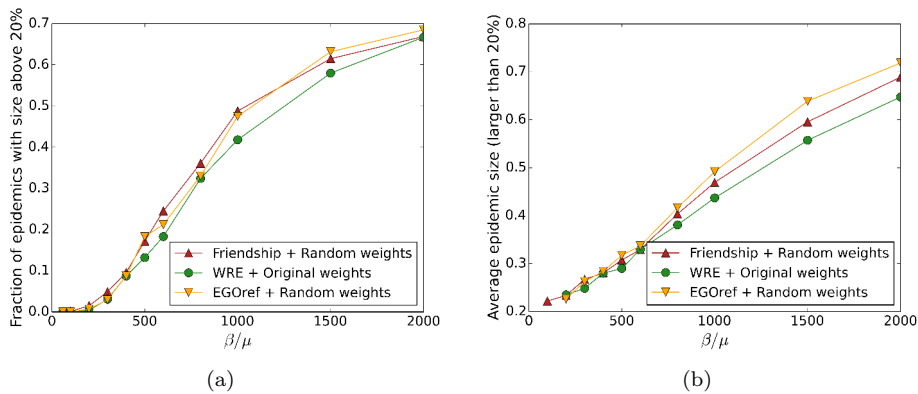 Fraction of epidemics with size above 20%
0.7
0.6
0.5
0.4
0.3
0.2
0.1
0.0
0
500
1000
1500
2000
β/μ
Friendship + Random weights
WRE + Original weights
EGOref + Random weights
(a)
Average epidemic size (larger than 20%)
0.8
0.7
0.6
0.5
0.4
0.3
0.2
0
500
1000
1500
2000
β/μ
Friendship + Random weights
WRE + Original weights
EGOref + Random weights
(b)